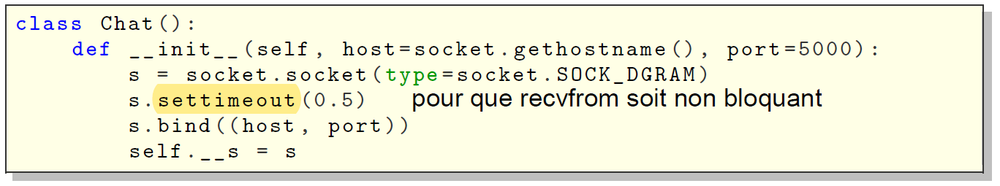 class Chat():
    def __init__(self, host=socket.gethostname(), port=5000):
        s = socket.socket(type=socket.SOCK_DGRAM)
        s.settimeout(0.5) pour que recvfrom soit non bloquant
        s.bind((host, port))
        self.__s = s